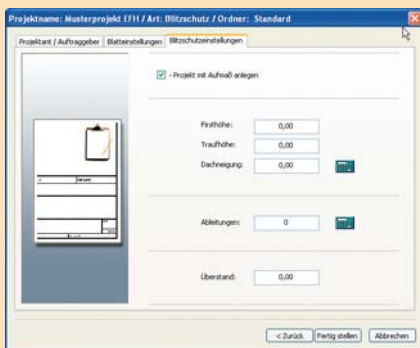 Projektname: Musterprojekt EFH / Art: Blitzschutz / Ordner: Standard
Projektant / Auftraggeber Blatteinstellungen Blitzschutzeinstellungen
- Projekt mit Aufmaß anlegen
Firsthöhe: 0,00
Traufhöhe: 0,00
Dachneigung: 0,00
Ableitungen: 0
Überstand: 0,00
< Zurück Fertig stellen Abbrechen